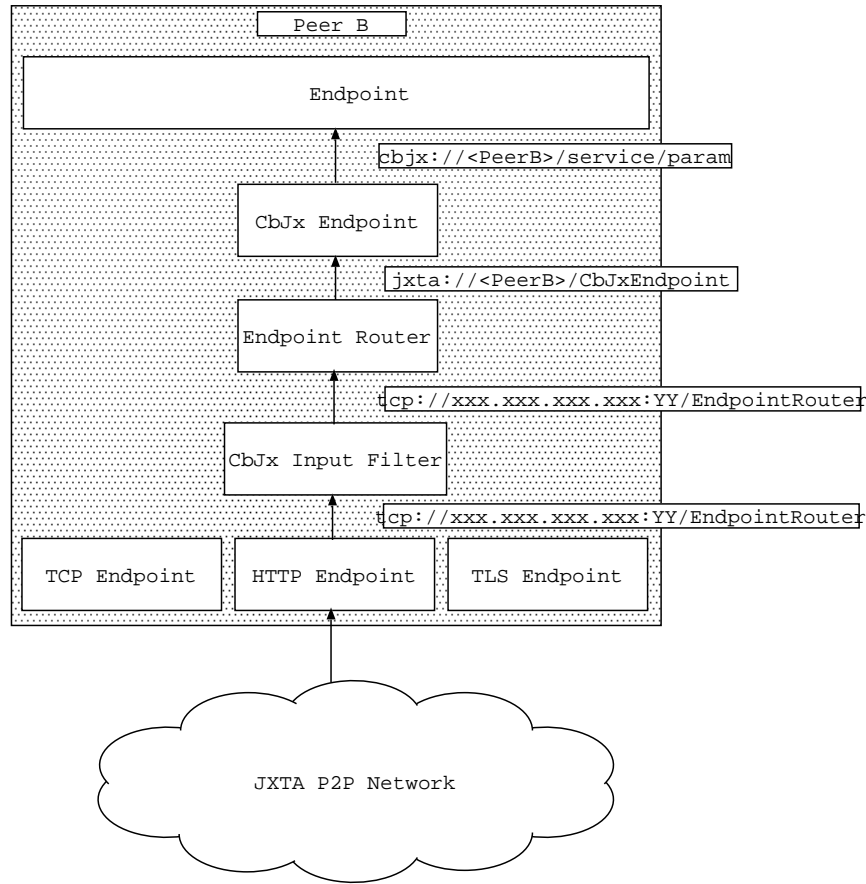 Peer B
Endpoint
cbjx://<PeerB>/service/param
CbJx Endpoint
jxta://<PeerB>/CbJxEndpoint
Endpoint Router
tcp://xxx.xxx.xxx.xxx:YY/EndpointRouter
CbJx Input Filter
tcp://xxx.xxx.xxx.xxx:YY/EndpointRouter
TCP Endpoint
HTTP Endpoint
TLS Endpoint
JXTA P2P Network